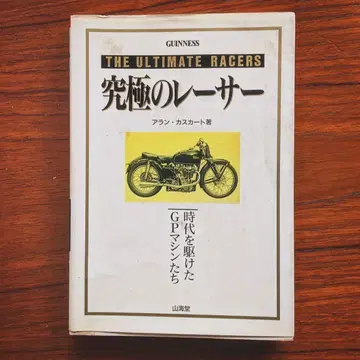 GUINNESS
THE ULTIMATE RACERS
究極のレーサー
アラン・カスカート著
時代を駆けた
GPマシンたち
山海堂